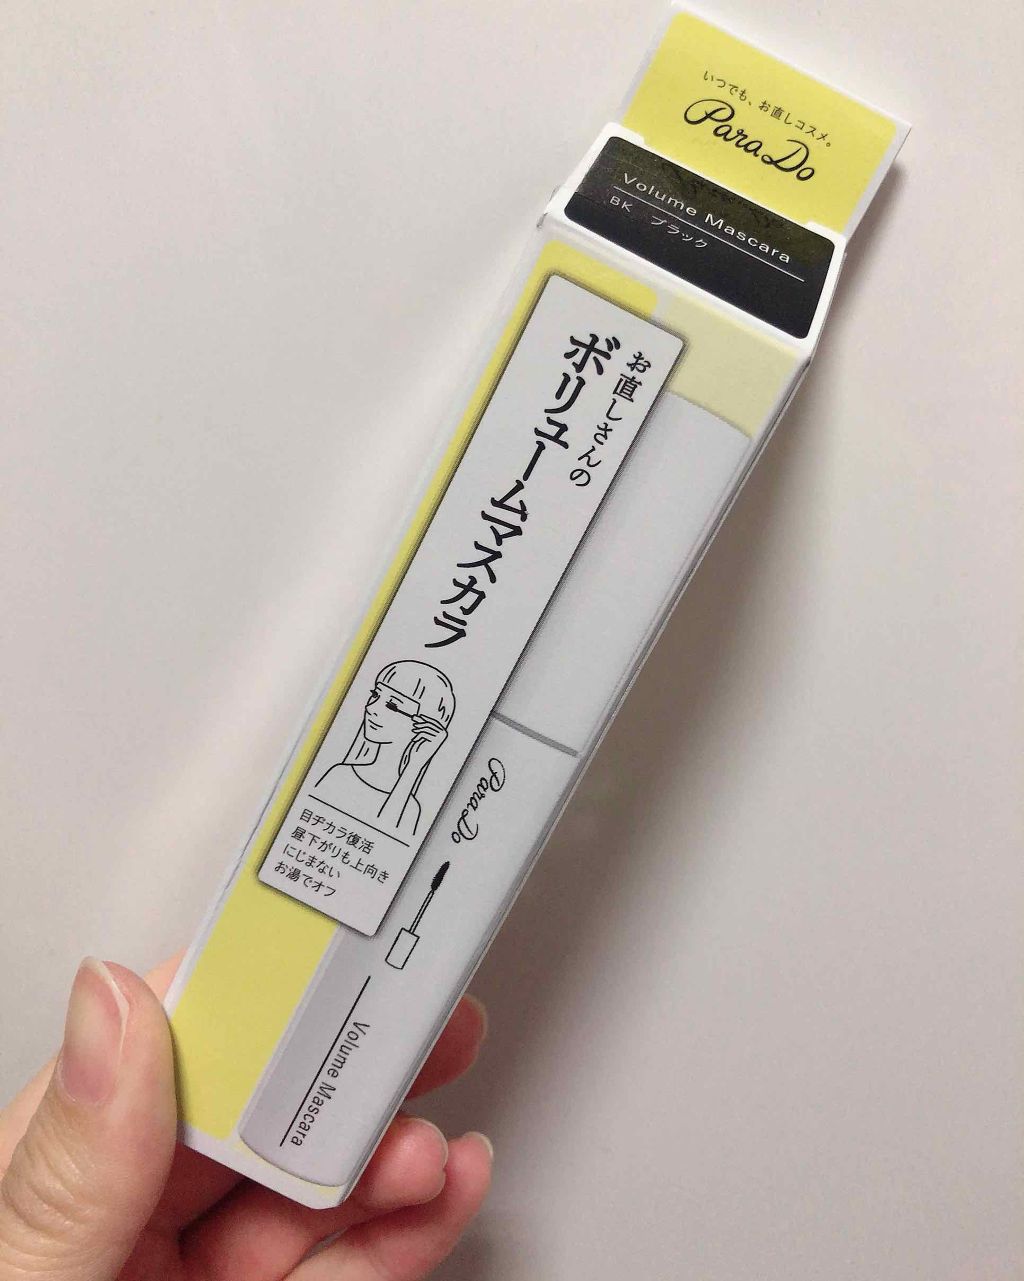 いつでも、お直しコスメ。
ParaDo
Volume Mascara
BK ブラック
お直しさんの
ボリュームマスカラ
目ヂカラ復活
昼下がりも上向き
にじまない
お湯でオフ
ParaDo
Volume Mascara